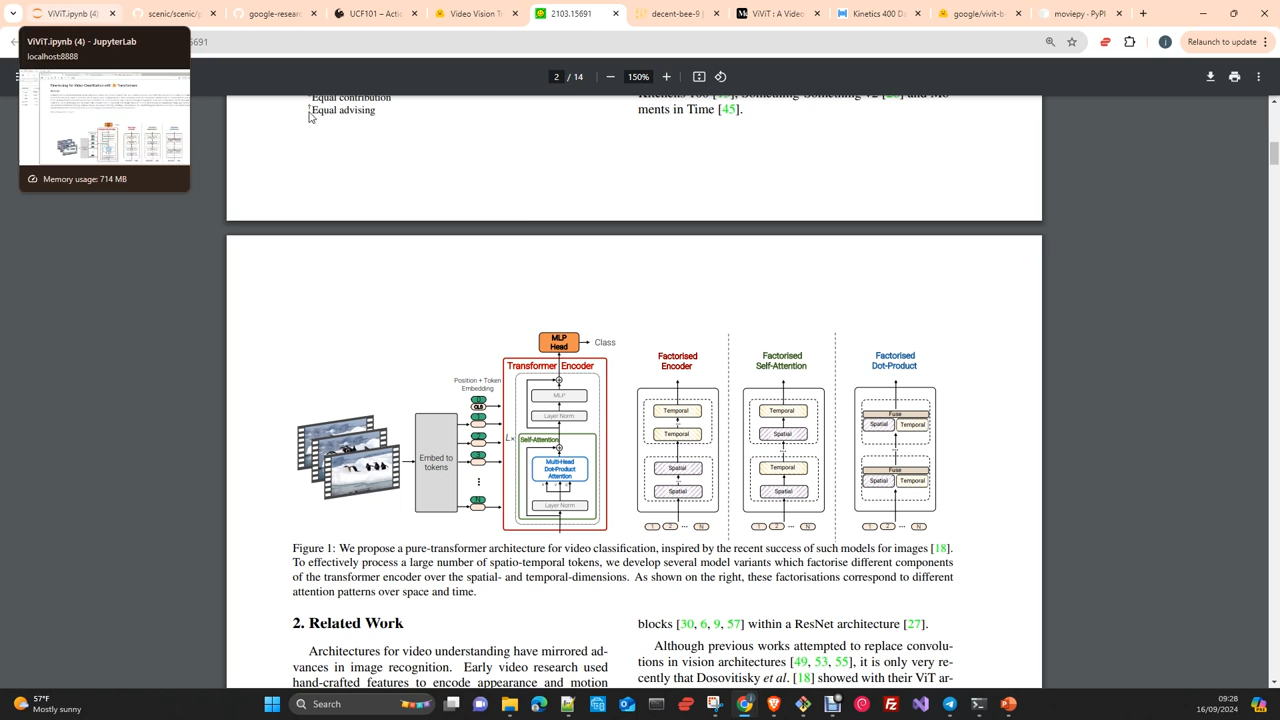 ViViT.ipynb (4)
scenic/scenic/p
google-resear
UCF101 – Actio
Video Vision Tr
2103.15691
decent-bee-9
ViViT: A Video
Kinetics 400 Da
google/vivit-b
moviepy - PyPI
5691
Relaunch to update
ViViT.ipynb (4) - JupyterLab
localhost:8888
Memory usage: 714 MB
2 / 14
150%
Equal advising
ments in Time [45].
MLP
Head
Class
Transformer Encoder
Position + Token
Embedding
MLP
Layer Norm
L×
Self-Attention
Multi-Head
Dot-Product
Attention
Layer Norm
Embed to
tokens
CLS
N
Factorised
Encoder
Temporal
Temporal
Spatial
Spatial
1 2 ... N
Factorised
Self-Attention
Temporal
Spatial
Temporal
Spatial
1 2 ... N
Factorised
Dot-Product
Fuse
Spatial Temporal
Fuse
Spatial Temporal
1 2 ... N
Figure 1: We propose a pure-transformer architecture for video classification, inspired by the recent success of such models for images [18].
To effectively process a large number of spatio-temporal tokens, we develop several model variants which factorise different components
of the transformer encoder over the spatial- and temporal-dimensions. As shown on the right, these factorisations correspond to different
attention patterns over space and time.
2. Related Work
Architectures for video understanding have mirrored ad-
vances in image recognition. Early video research used
hand-crafted features to encode appearance and motion
blocks [30, 6, 9, 57] within a ResNet architecture [27].
Although previous works attempted to replace convolu-
tions in vision architectures [49, 53, 55], it is only very re-
cently that Dosovitisky et al. [18] showed with their ViT ar-
57°F
Mostly sunny
Search
09:28
16/09/2024